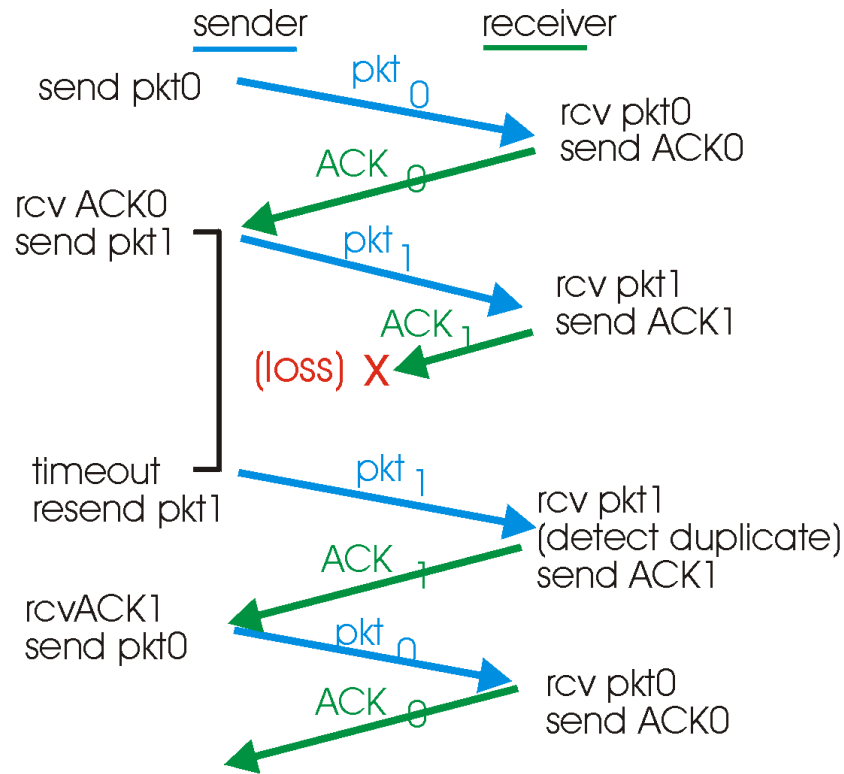 sender
receiver
send pkt0
pkt 0
rcv pkt0
send ACK0
ACK 0
rcv ACK0
send pkt1
pkt 1
rcv pkt1
send ACK1
ACK 1
(loss) X
timeout
resend pkt1
pkt 1
rcv pkt1
(detect duplicate)
send ACK1
ACK 1
rcvACK1
send pkt0
pkt 0
rcv pkt0
send ACK0
ACK 0